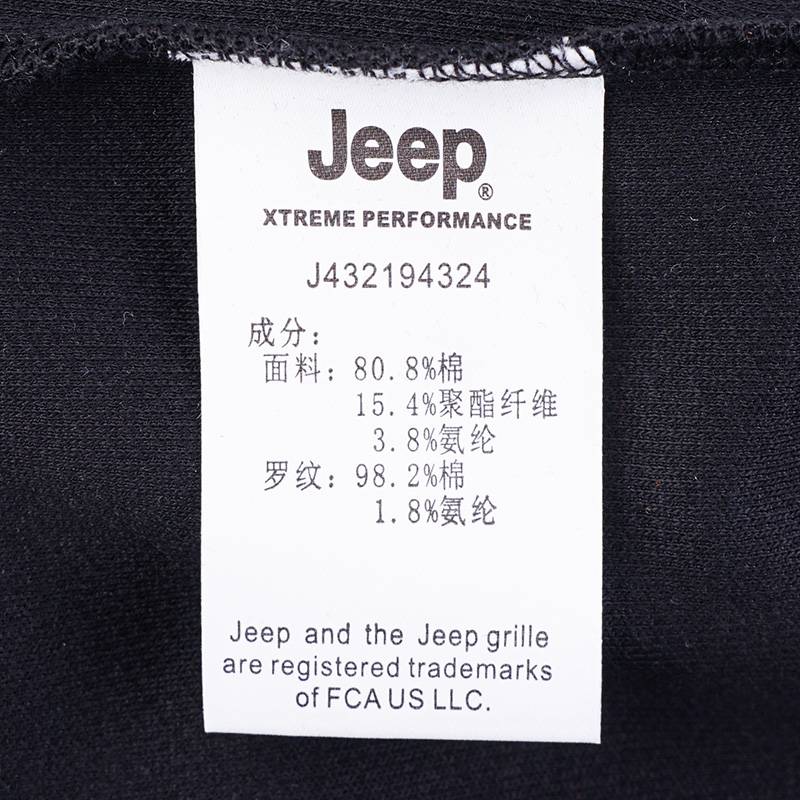 Jeep®
XTREME PERFORMANCE
J432194324
成分：
面料：80.8%棉
15.4%聚酯纤维
3.8%氨纶
罗纹：98.2%棉
1.8%氨纶
Jeep and the Jeep grille
are registered trademarks
of FCA US LLC.